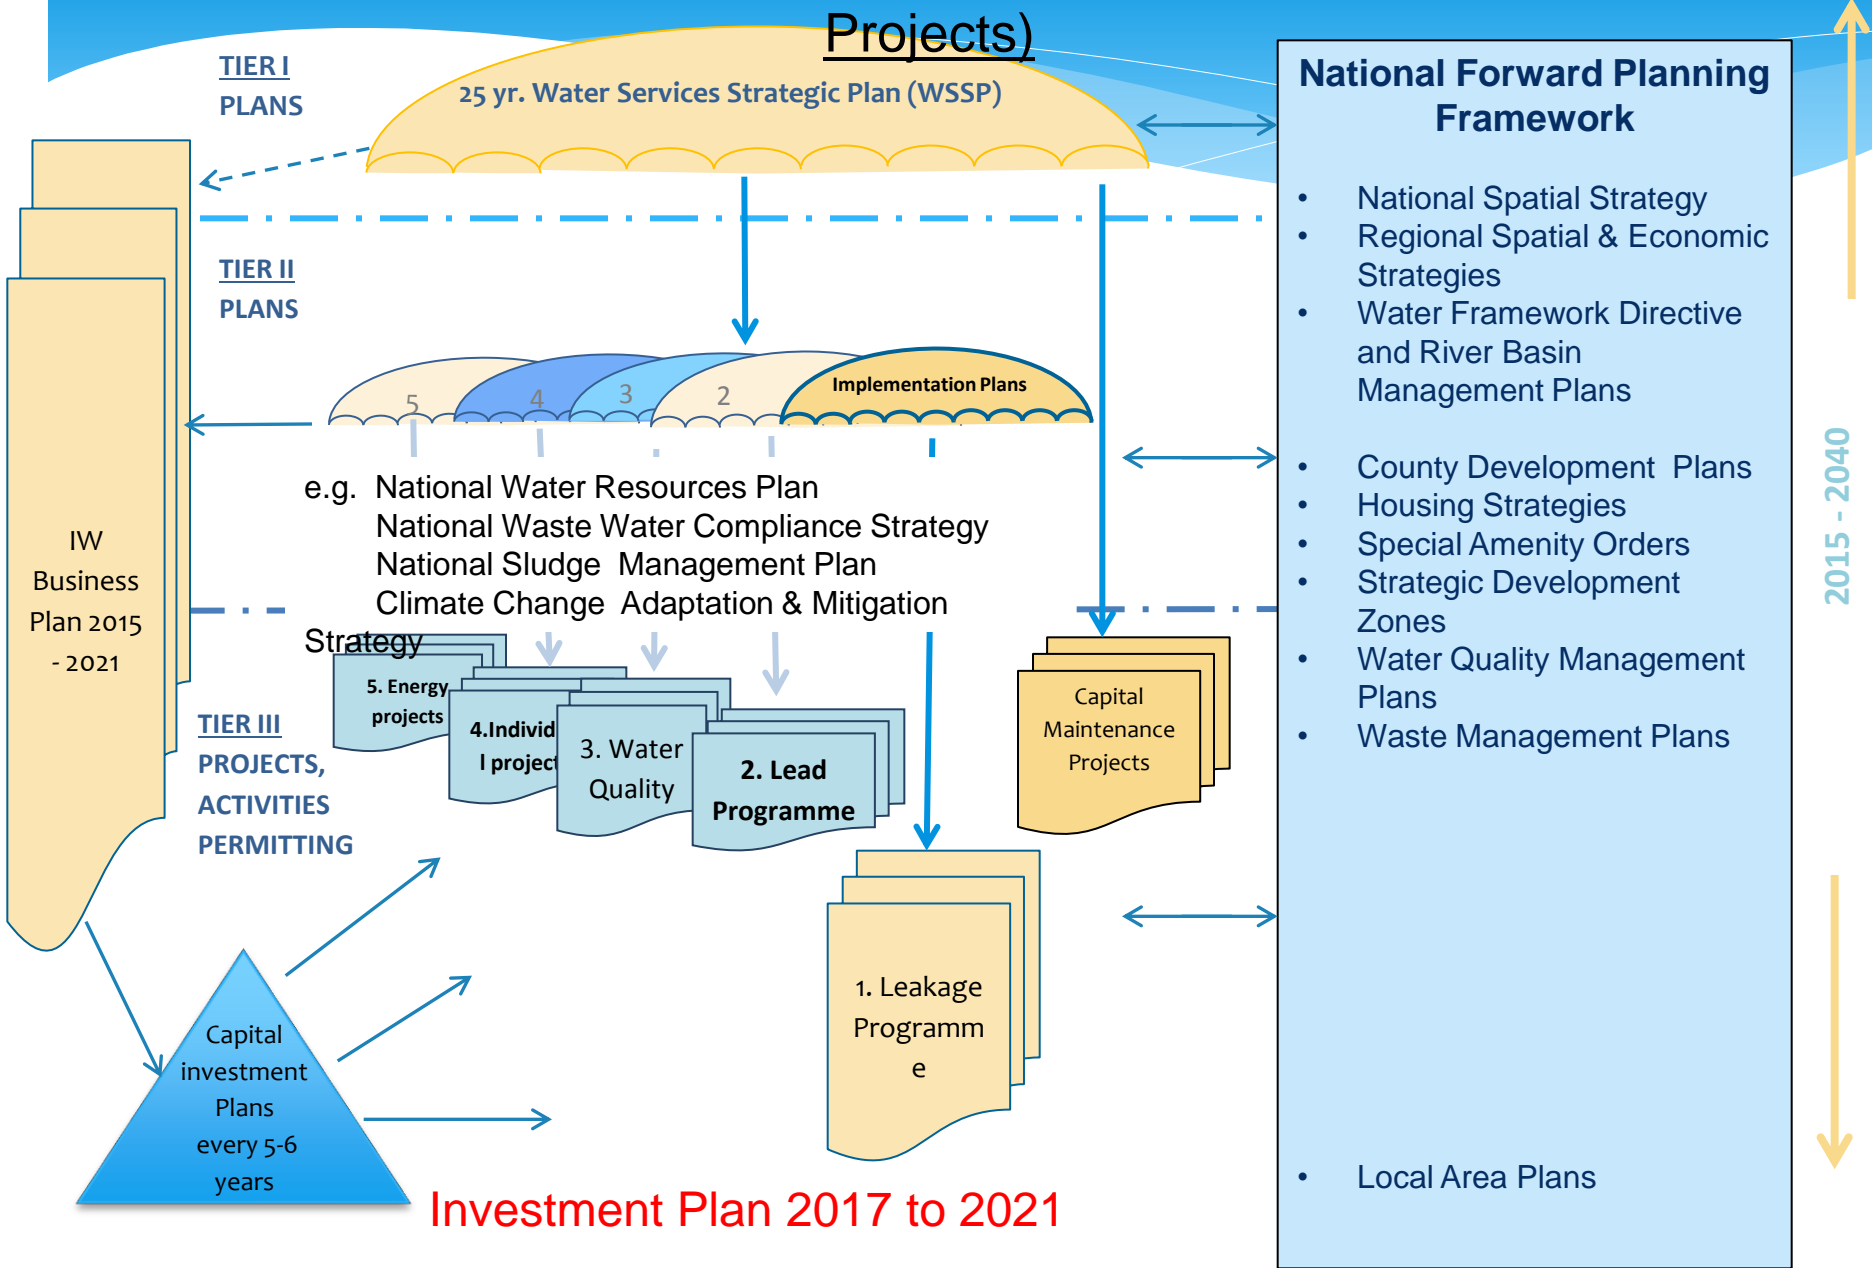 Projects)
TIER I
PLANS
25 yr. Water Services Strategic Plan (WSSP)
TIER II
PLANS
5
4
3
2
Implementation Plans
e.g. National Water Resources Plan
National Waste Water Compliance Strategy
National Sludge Management Plan
Climate Change Adaptation & Mitigation
Strategy
IW
Business
Plan 2015
- 2021
TIER III
PROJECTS,
ACTIVITIES
PERMITTING
5. Energy
projects
4.Individ
l project
3. Water
Quality
2. Lead
Programme
Capital
Maintenance
Projects
1. Leakage
Programm
e
Capital
investment
Plans
every 5-6
years
Investment Plan 2017 to 2021
National Forward Planning
Framework
• National Spatial Strategy
• Regional Spatial & Economic
Strategies
• Water Framework Directive
and River Basin
Management Plans
• County Development Plans
• Housing Strategies
• Special Amenity Orders
• Strategic Development
Zones
• Water Quality Management
Plans
• Waste Management Plans
• Local Area Plans
2015 - 2040